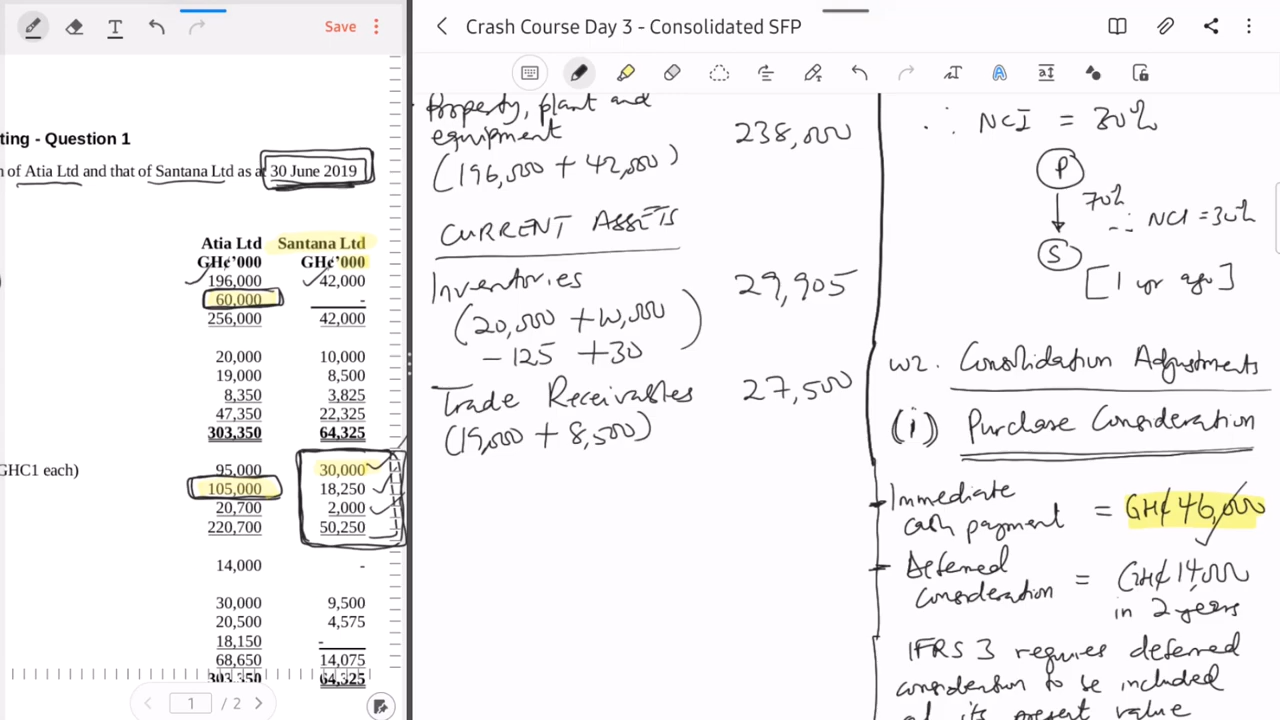 Save
ting - Question 1
n of Atia Ltd and that of Santana Ltd as at 30 June 2019
Atia Ltd Santana Ltd
GH¢'000 GH¢'000
196,000 42,000
60,000 -
256,000 42,000
20,000 10,000
19,000 8,500
8,350 3,825
47,350 22,325
303,350 64,325
GHC1 each) 95,000 30,000
105,000 18,250
20,700 2,000
220,700 50,250
14,000 -
30,000 9,500
20,500 4,575
18,150 -
68,650 14,075
303,350 64,325
1 / 2
Crash Course Day 3 - Consolidated SFP
Property, plant and
equipment 238,000
(196,000 + 42,000)
CURRENT ASSETS
Inventories 29,905
(20,000 + 10,000
- 125 + 30)
Trade Receivables 27,500
(19,000 + 8,500)
∴ NCI = 30%
P
70%
∴ NCI = 30%
S
[1 yr ago]
W2. Consolidation Adjustments
(i) Purchase Consideration
- Immediate
cash payment = GH¢ 46,000
- Deferred
consideration = GH¢ 14,000
in 2 years
IFRS 3 requires deferred
consideration to be included
at its present value